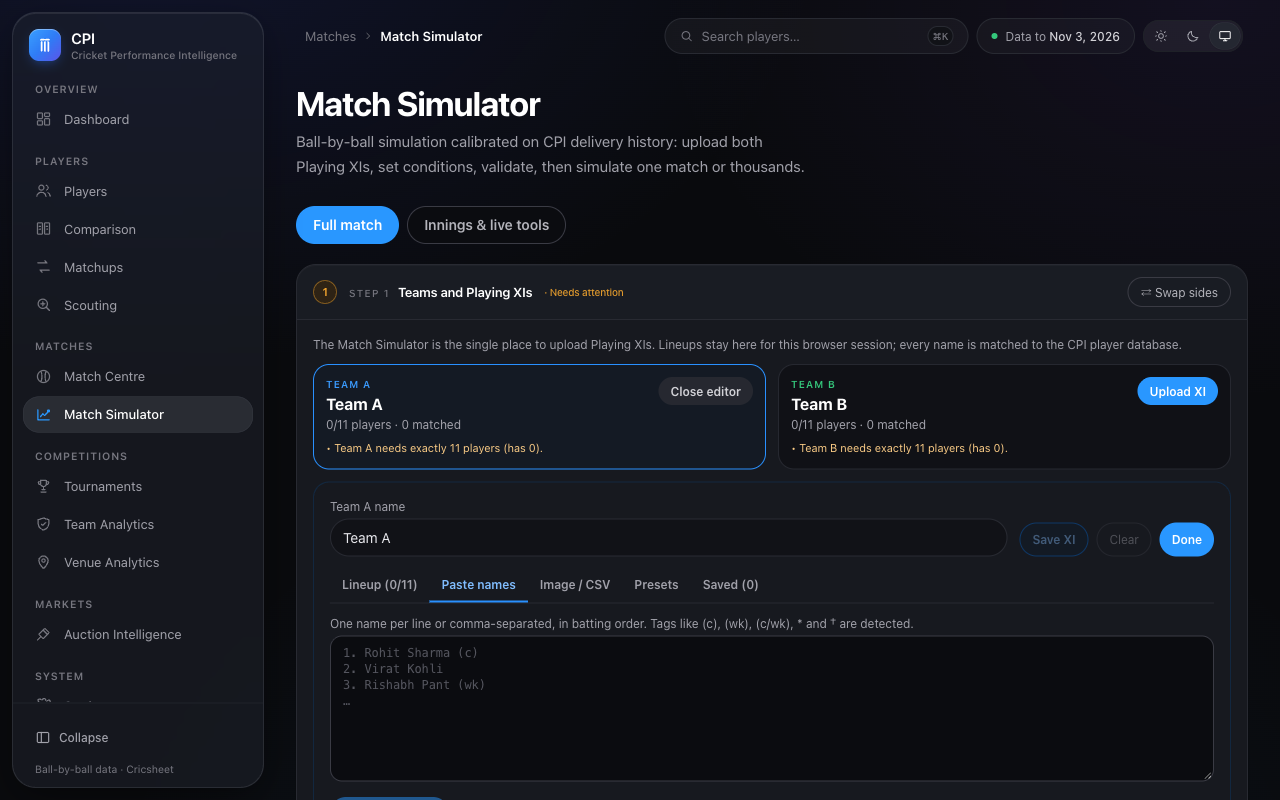 CPI
Cricket Performance Intelligence
OVERVIEW
Dashboard
PLAYERS
Players
Comparison
Matchups
Scouting
MATCHES
Match Centre
Match Simulator
COMPETITIONS
Tournaments
Team Analytics
Venue Analytics
MARKETS
Auction Intelligence
SYSTEM
Collapse
Ball-by-ball data · Cricsheet
Matches › Match Simulator
Search players... ⌘K
Data to Nov 3, 2026
Match Simulator
Ball-by-ball simulation calibrated on CPI delivery history: upload both
Playing XIs, set conditions, validate, then simulate one match or thousands.
Full match
Innings & live tools
1 STEP 1 Teams and Playing XIs · Needs attention
⇄ Swap sides
The Match Simulator is the single place to upload Playing XIs. Lineups stay here for this browser session; every name is matched to the CPI player database.
TEAM A
Team A
0/11 players · 0 matched
• Team A needs exactly 11 players (has 0).
Close editor
TEAM B
Team B
0/11 players · 0 matched
• Team B needs exactly 11 players (has 0).
Upload XI
Team A name
Team A
Save XI
Clear
Done
Lineup (0/11)
Paste names
Image / CSV
Presets
Saved (0)
One name per line or comma-separated, in batting order. Tags like (c), (wk), (c/wk), * and † are detected.
1. Rohit Sharma (c)
2. Virat Kohli
3. Rishabh Pant (wk)
…